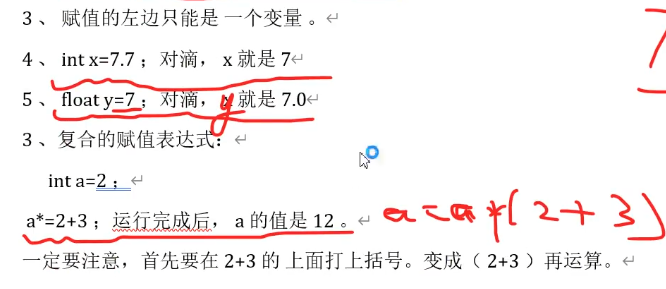 3、 赋值的左边只能是一个变量 。
4、 int x=7.7 ；对滴， x 就是 7
5、 float y=7 ；对滴， y 就是 7.0
3、复合的赋值表达式：
int a=2 ；
a*=2+3 ；运行完成后， a 的值是 12 。 a=a*(2+3)
一定要注意，首先要在 2+3 的 上面打上括号。变成（ 2+3 ）再运算。